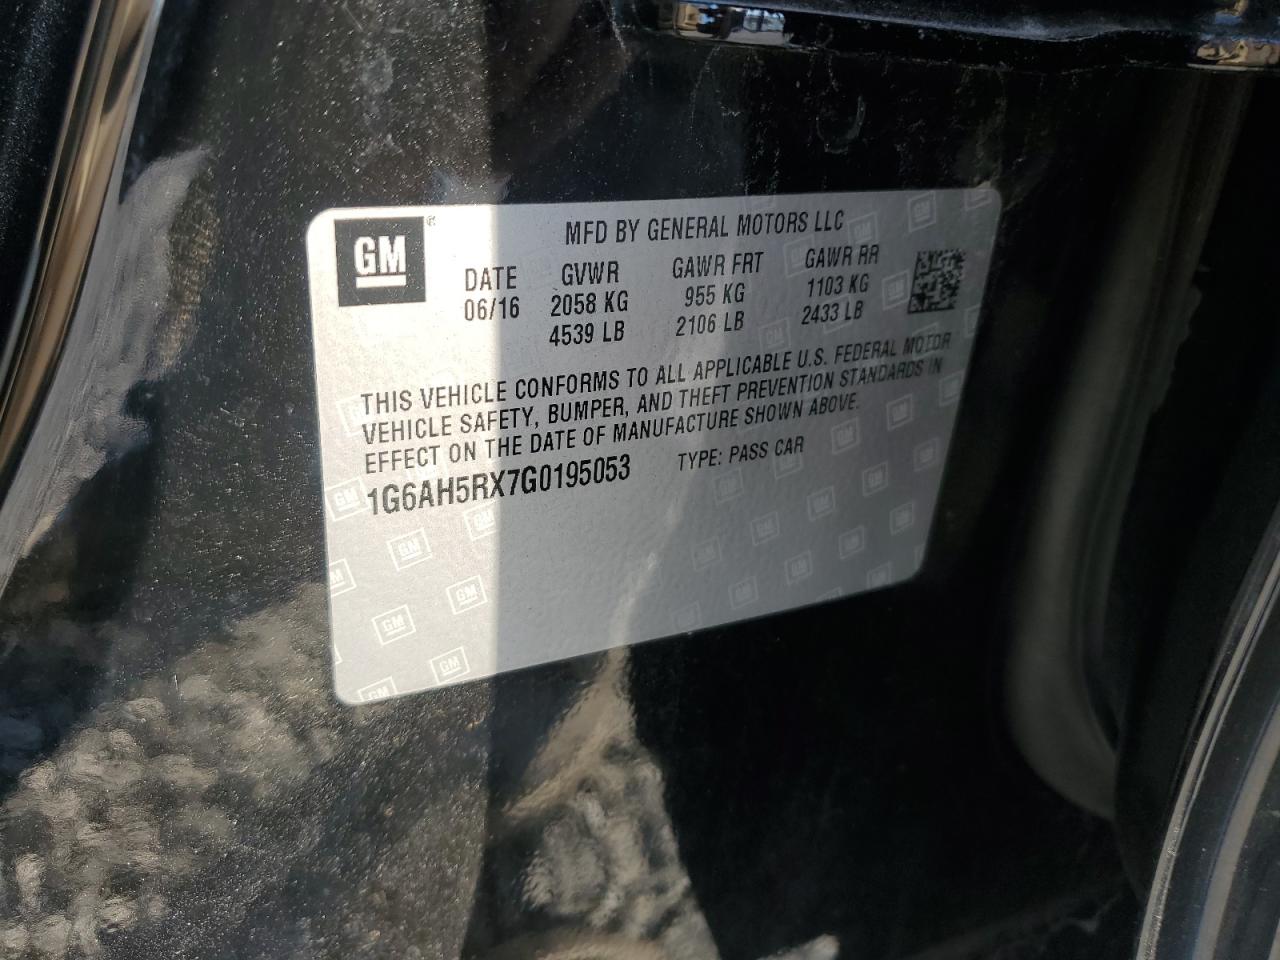 GM ®
MFD BY GENERAL MOTORS LLC
DATE GVWR GAWR FRT GAWR RR
06/16 2058 KG 955 KG 1103 KG
4539 LB 2106 LB 2433 LB
THIS VEHICLE CONFORMS TO ALL APPLICABLE U.S. FEDERAL MOTOR
VEHICLE SAFETY, BUMPER, AND THEFT PREVENTION STANDARDS IN
EFFECT ON THE DATE OF MANUFACTURE SHOWN ABOVE.
1G6AH5RX7G0195053 TYPE: PASS CAR